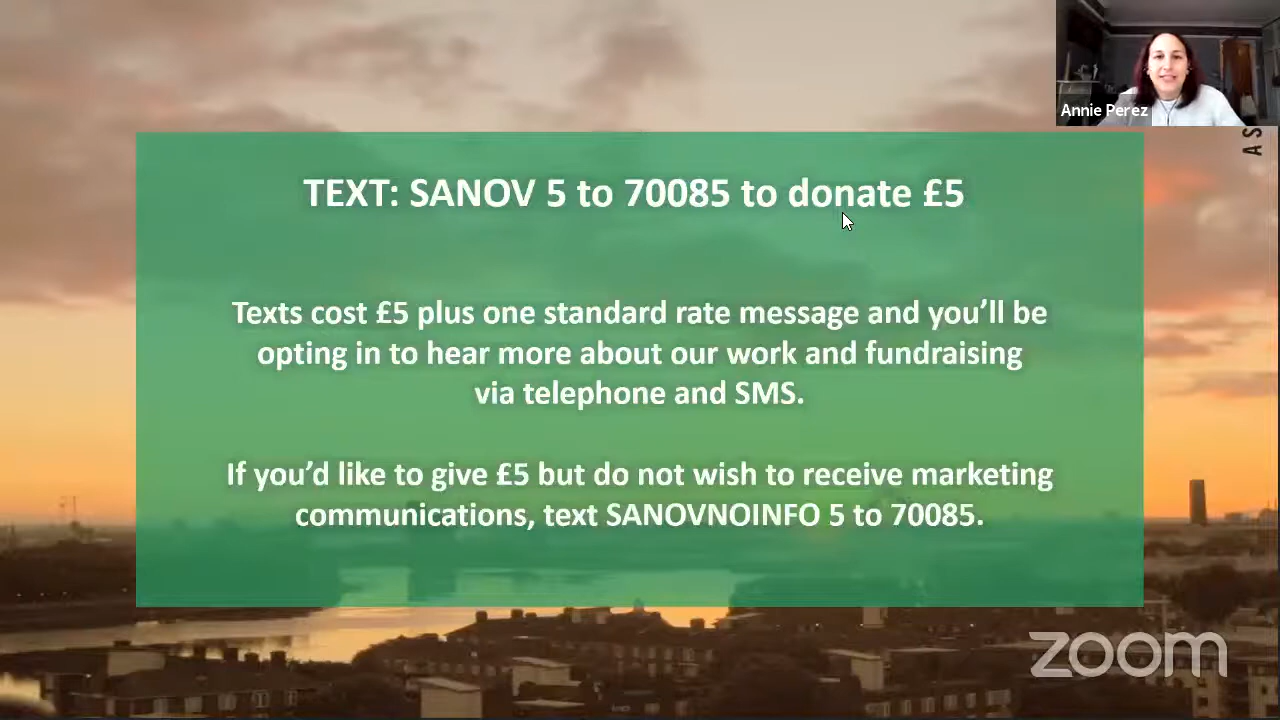 Annie Perez
AS
TEXT: SANOV 5 to 70085 to donate £5
Texts cost £5 plus one standard rate message and you’ll be
opting in to hear more about our work and fundraising
via telephone and SMS.
If you’d like to give £5 but do not wish to receive marketing
communications, text SANOVNOINFO 5 to 70085.
zoom